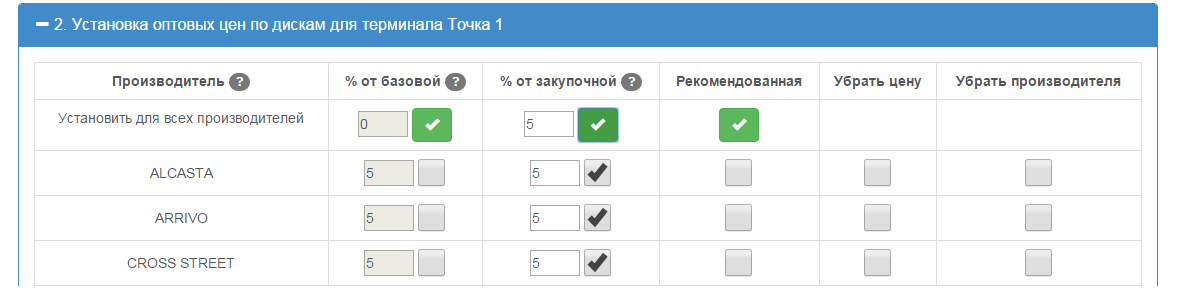 2. Установка оптовых цен по дискам для терминала Точка 1
Производитель ? % от базовой ? % от закупочной ? Рекомендованная Убрать цену Убрать производителя
Установить для всех производителей 0 5
ALCASTA 5 5
ARRIVO 5 5
CROSS STREET 5 5